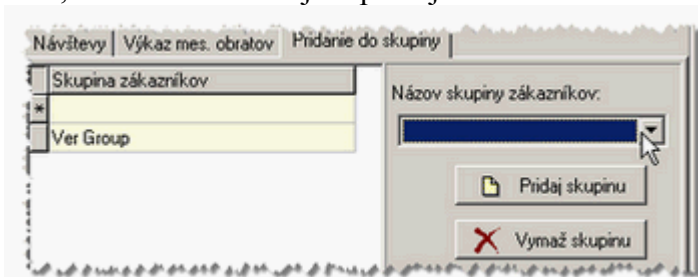 Návštevy Výkaz mes. obratov Pridanie do skupiny
Skupina zákazníkov
Názov skupiny zákazníkov:
*
Ver Group
Pridaj skupinu
Vymaž skupinu